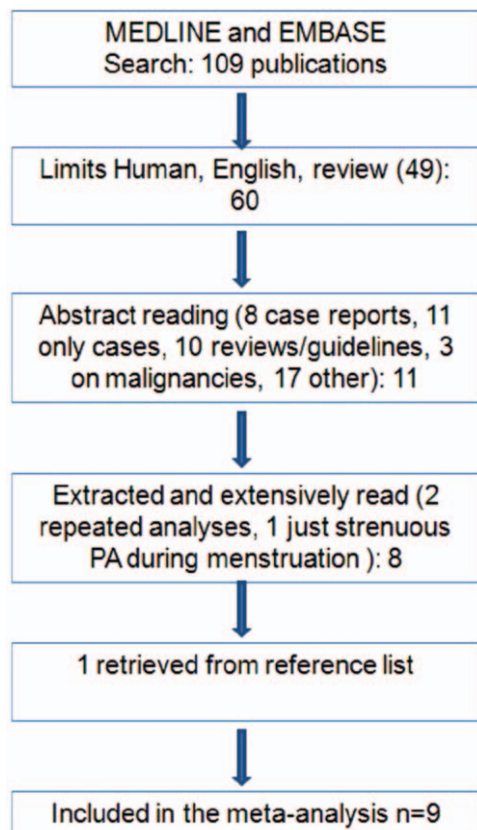 MEDLINE and EMBASE
Search: 109 publications
Limits Human, English, review (49):
60
Abstract reading (8 case reports, 11
only cases, 10 reviews/guidelines, 3
on malignancies, 17 other): 11
Extracted and extensively read (2
repeated analyses, 1 just strenuous
PA during menstruation ): 8
1 retrieved from reference list
Included in the meta-analysis n=9